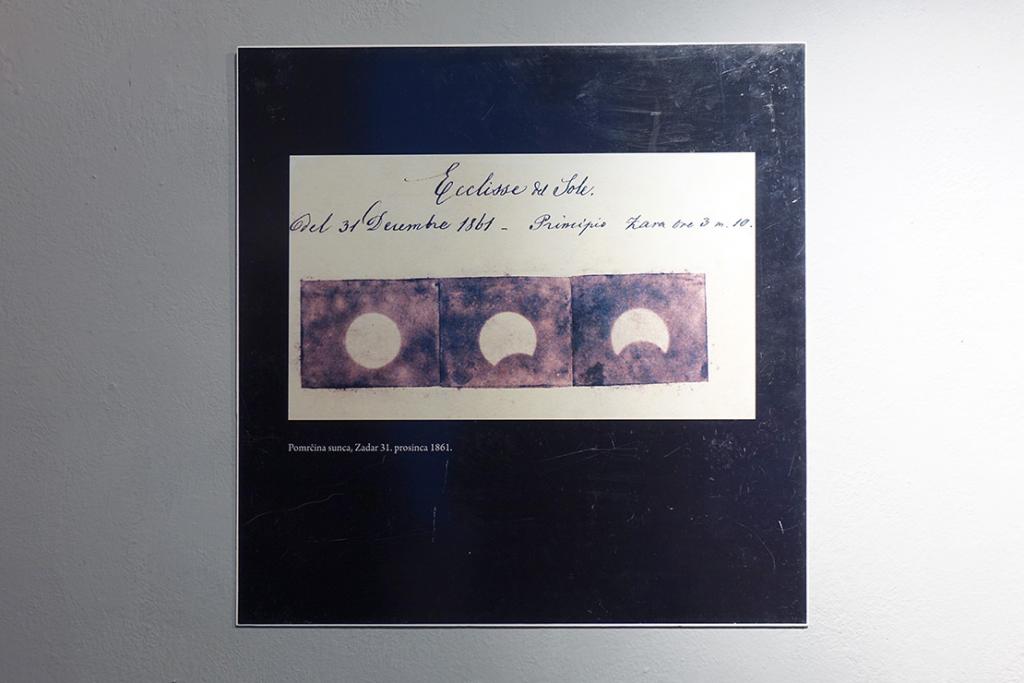 Ecclisse del Sole.
del 31 Decembre 1861 - Principio Zara ore 3 m. 10.
Pomrčina sunca, Zadar 31. prosinca 1861.